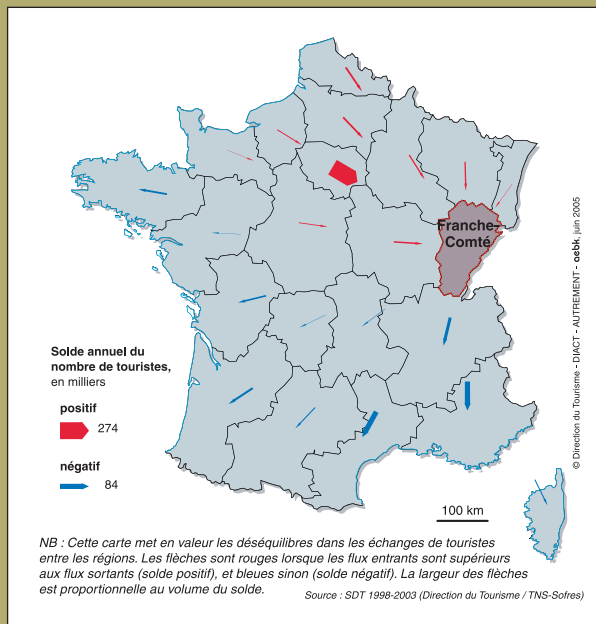 Franche-
Comté
Solde annuel du
nombre de touristes,
en milliers
positif
274
négatif
84
100 km
NB : Cette carte met en valeur les déséquilibres dans les échanges de touristes
entre les régions. Les flèches sont rouges lorsque les flux entrants sont supérieurs
aux flux sortants (solde positif), et bleues sinon (solde négatif). La largeur des flèches
est proportionnelle au volume du solde.
Source : SDT 1998-2003 (Direction du Tourisme / TNS-Sofres)
© Direction du Tourisme - DIACT - AUTREMENT - aebk, juin 2005